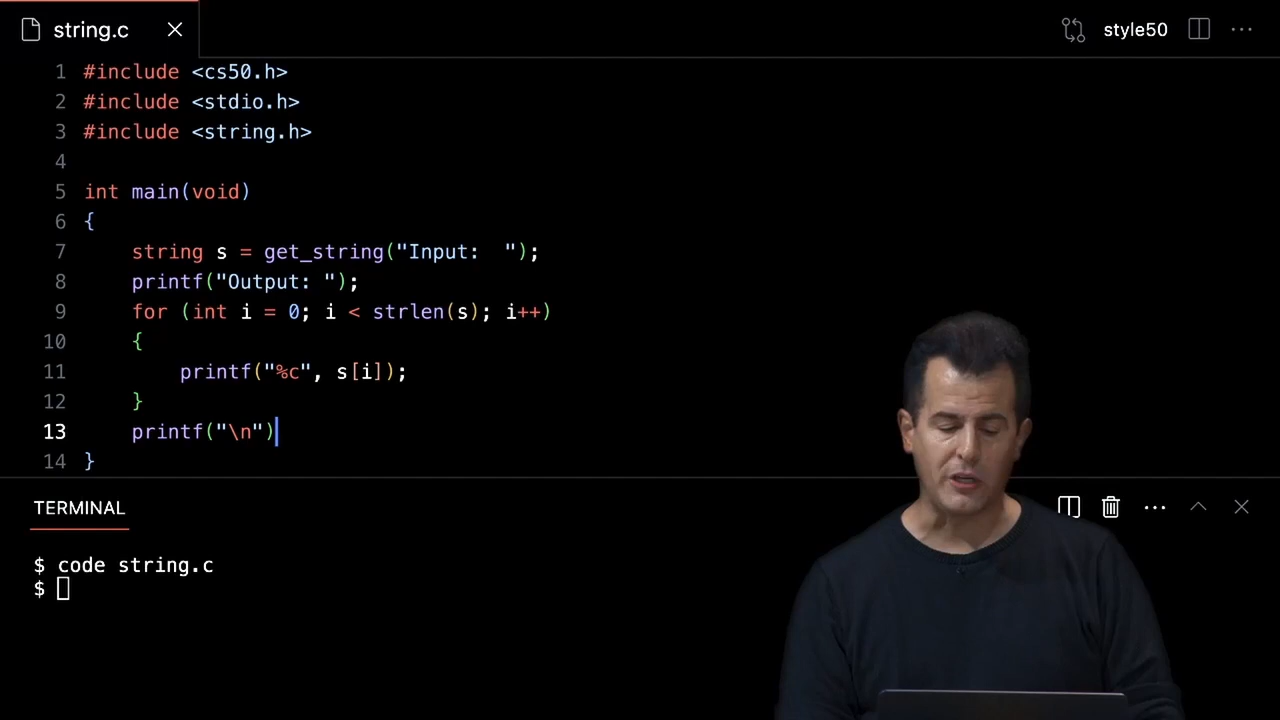 string.c
style50
1 #include <cs50.h>
2 #include <stdio.h>
3 #include <string.h>
4
5 int main(void)
6 {
7     string s = get_string("Input:  ");
8     printf("Output: ");
9     for (int i = 0; i < strlen(s); i++)
10     {
11         printf("%c", s[i]);
12     }
13     printf("\n")
14 }
TERMINAL
$ code string.c
$